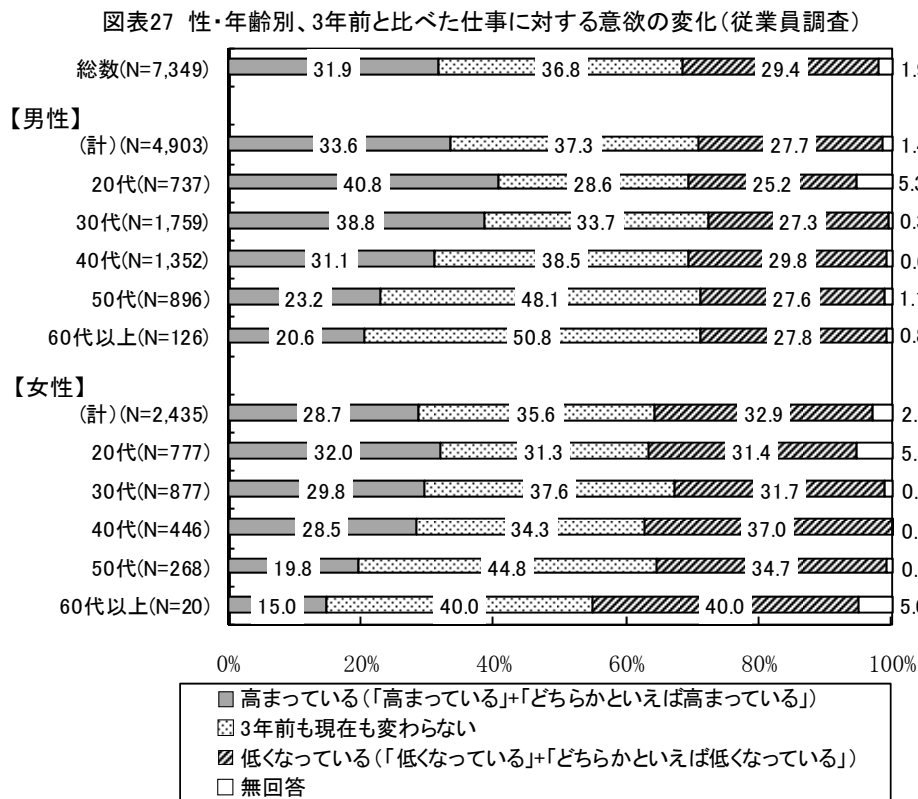 図表27 性・年齢別、3年前と比べた仕事に対する意欲の変化（従業員調査）
総数(N=7,349) 31.9 36.8 29.4
【男性】
(計)(N=4,903) 33.6 37.3 27.7
20代(N=737) 40.8 28.6 25.2 5.3
30代(N=1,759) 38.8 33.7 27.3
40代(N=1,352) 31.1 38.5 29.8
50代(N=896) 23.2 48.1 27.6
60代以上(N=126) 20.6 50.8 27.8 0.8
【女性】
(計)(N=2,435) 28.7 35.6 32.9
20代(N=777) 32.0 31.3 31.4
30代(N=877) 29.8 37.6 31.7
40代(N=446) 28.5 34.3 37.0
50代(N=268) 19.8 44.8 34.7
60代以上(N=20) 15.0 40.0 40.0 5.0
0% 20% 40% 60% 80% 100%
高まっている（「高まっている」+「どちらかといえば高まっている」）
3年前も現在も変わらない
低くなっている（「低くなっている」+「どちらかといえば低くなっている」）
無回答